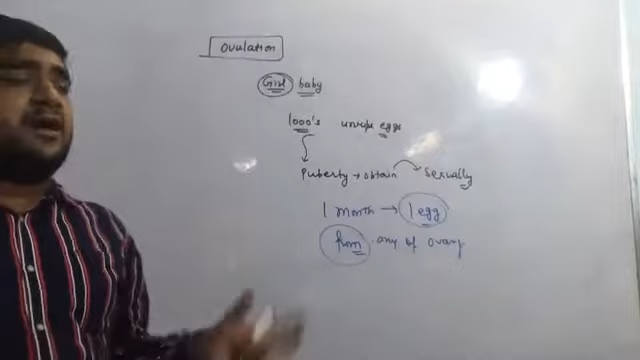 Ovulation
Girl baby
1000's unripe eggs
Puberty → obtain → Sexually
1 month → 1 egg
from any of ovary